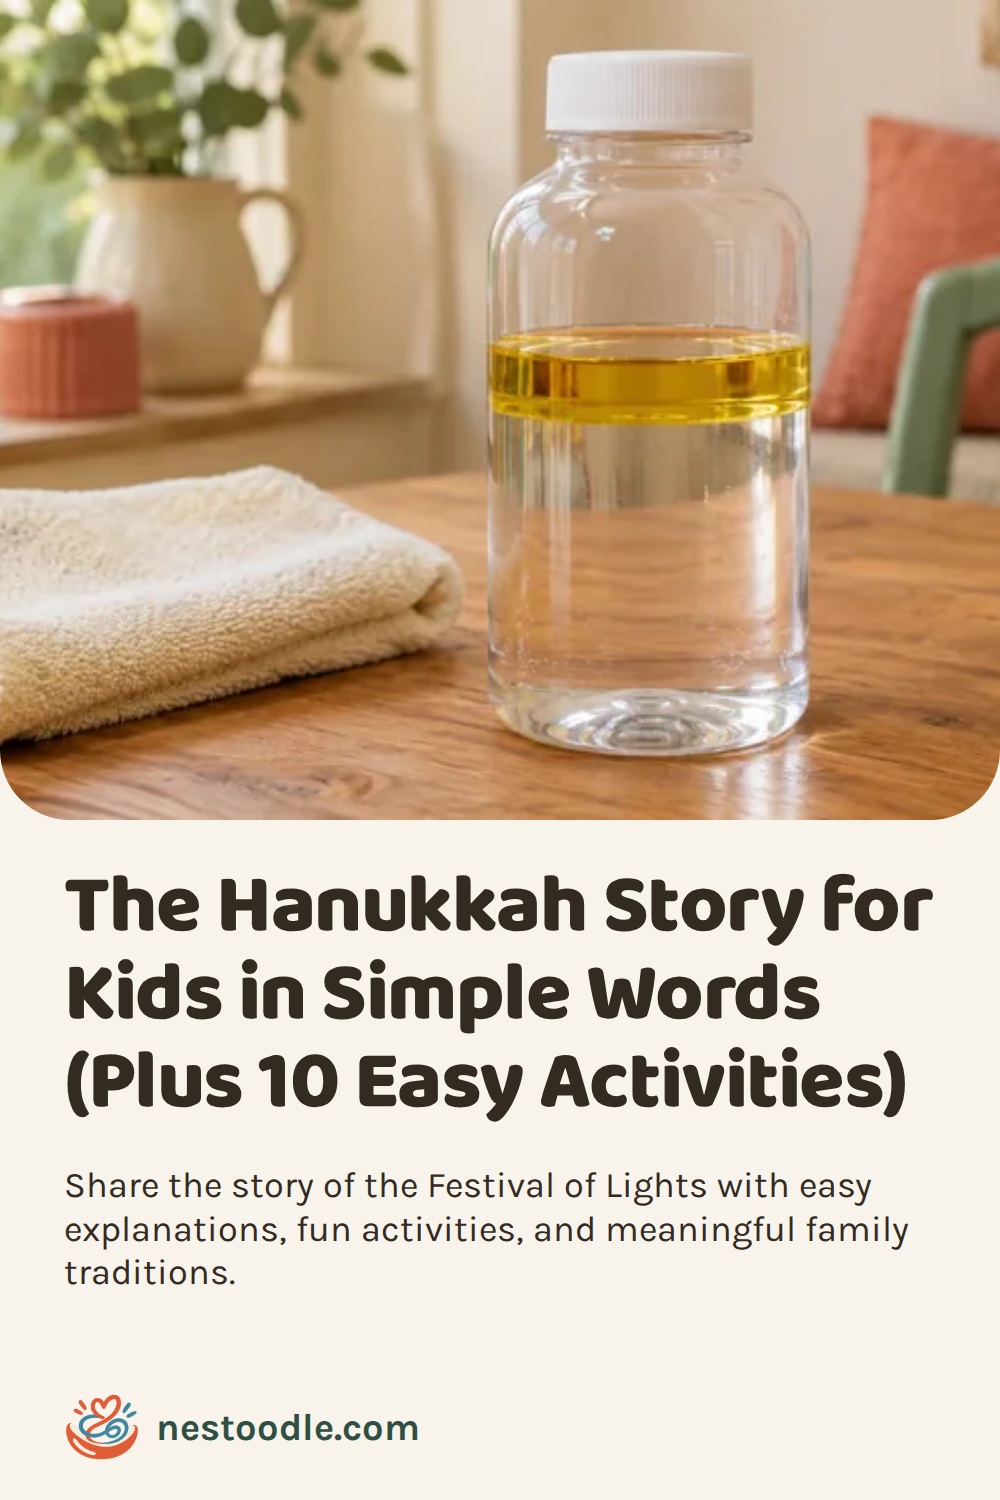 The Hanukkah Story for
Kids in Simple Words
(Plus 10 Easy Activities)
Share the story of the Festival of Lights with easy
explanations, fun activities, and meaningful family
traditions.
nestoodle.com